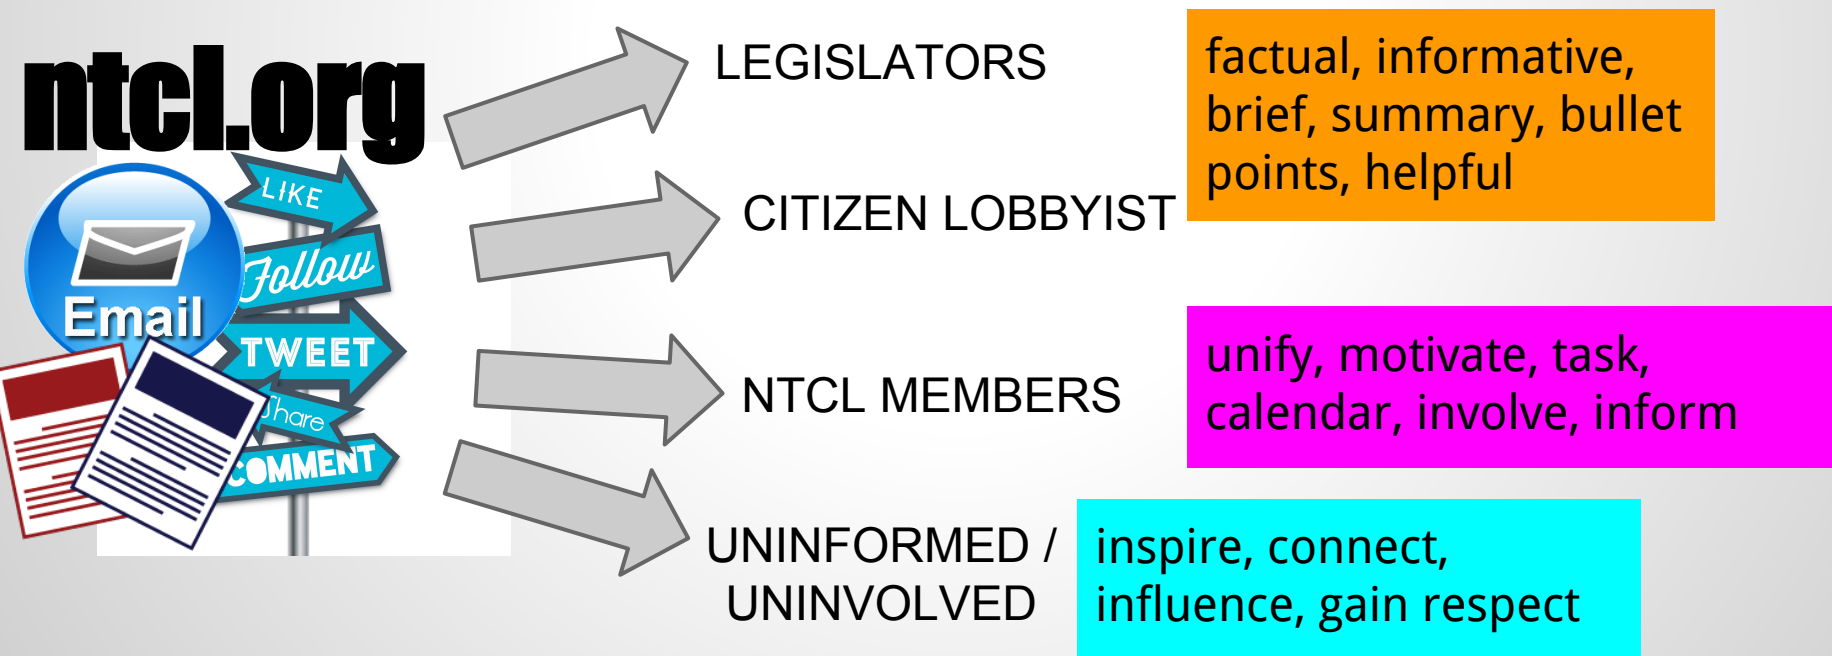 ntcl.org
LIKE
Email
Follow
TWEET
Share
COMMENT
LEGISLATORS
CITIZEN LOBBYIST
factual, informative,
brief, summary, bullet
points, helpful
NTCL MEMBERS
unify, motivate, task,
calendar, involve, inform
UNINFORMED /
UNINVOLVED
inspire, connect,
influence, gain respect